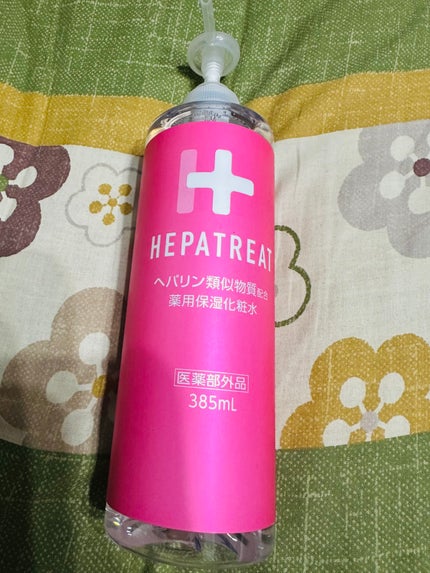 H+
HEPATREAT
ヘパリン類似物質配合
薬用保湿化粧水
医薬部外品
385mL